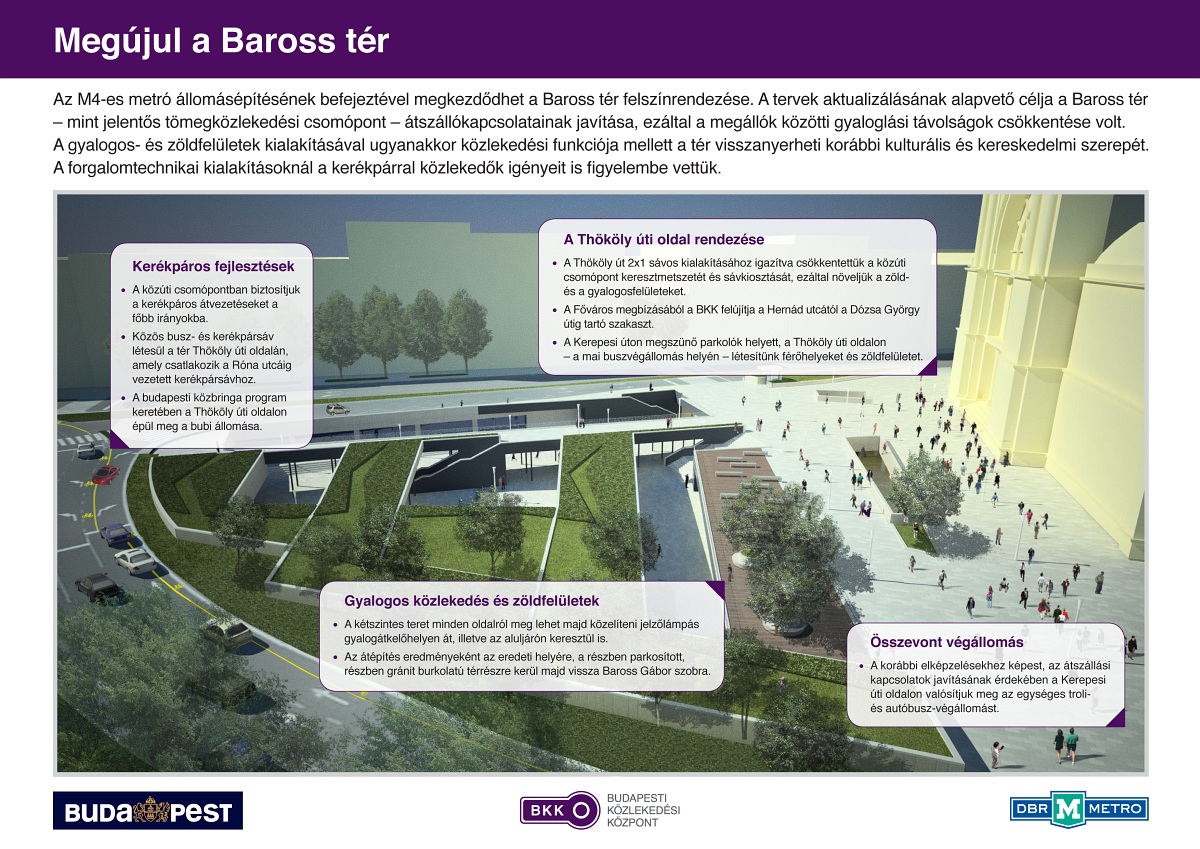 Megújul a Baross tér
Az M4-es metró állomásépítésének befejeztével megkezdődhet a Baross tér felszínrendezése. A tervek aktualizálásának alapvető célja a Baross tér
– mint jelentős tömegközlekedési csomópont – átszállókapcsolatainak javítása, ezáltal a megállók közötti gyaloglási távolságok csökkentése volt.
A gyalogos- és zöldfelületek kialakításával ugyanakkor közlekedési funkciója mellett a tér visszanyerheti korábbi kulturális és kereskedelmi szerepét.
A forgalomtechnikai kialakításoknál a kerékpárral közlekedők igényeit is figyelembe vettük.
Kerékpáros fejlesztések
• A közúti csomópontban biztosítjuk
a kerékpáros átvezetéseket a
főbb irányokba.
• Közös busz- és kerékpársáv
létesül a tér Thököly úti oldalán,
amely csatlakozik a Róna utcáig
vezetett kerékpársávhoz.
• A budapesti közbringa program
keretében a Thököly úti oldalon
épül meg a bubi állomása.
A Thököly úti oldal rendezése
• A Thököly út 2x1 sávos kialakításához igazítva csökkentettük a közúti
csomópont keresztmetszetét és sávkiosztását, ezáltal növeljük a zöld-
és a gyalogosfelületeket.
• A Főváros megbízásából a BKK felújítja a Hernád utcától a Dózsa György
útig tartó szakaszt.
• A Kerepesi úton megszűnő parkolók helyett, a Thököly úti oldalon
– a mai buszvégállomás helyén – létesítünk férőhelyeket és zöldfelületet.
Gyalogos közlekedés és zöldfelületek
• A kétszintes teret minden oldalról meg lehet majd közelíteni jelzőlámpás
gyalogátkelőhelyen át, illetve az aluljárón keresztül is.
• Az átépítés eredményeként az eredeti helyére, a részben parkosított,
részben gránit burkolatú térrészre kerül majd vissza Baross Gábor szobra.
Összevont végállomás
• A korábbi elképzelésekhez képest, az átszállási
kapcsolatok javításának érdekében a Kerepesi
úti oldalon valósítjuk meg az egységes troli-
és autóbusz-végállomást.
BUDAPEST
BKK
BUDAPESTI
KÖZLEKEDÉSI
KÖZPONT
DBR M METRO